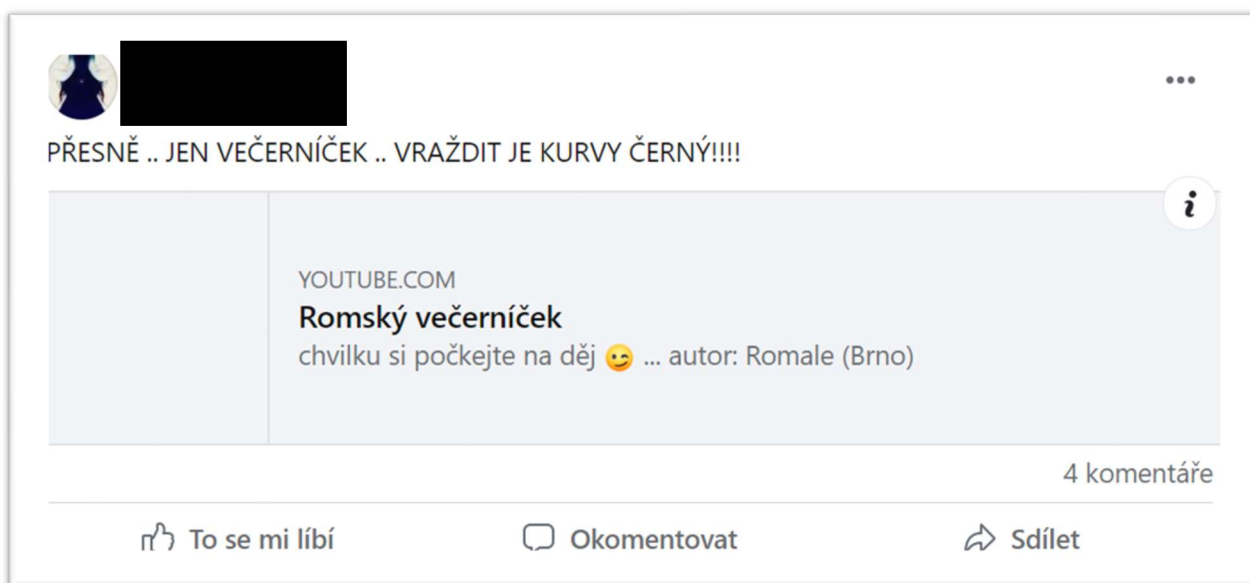 PŘESNĚ .. JEN VEČERNÍČEK .. VRAŽDIT JE KURVY ČERNÝ!!!!
YOUTUBE.COM
Romský večerníček
chvilku si počkejte na děj 😉 ... autor: Romale (Brno)
4 komentáře
To se mi líbí
Okomentovat
Sdílet